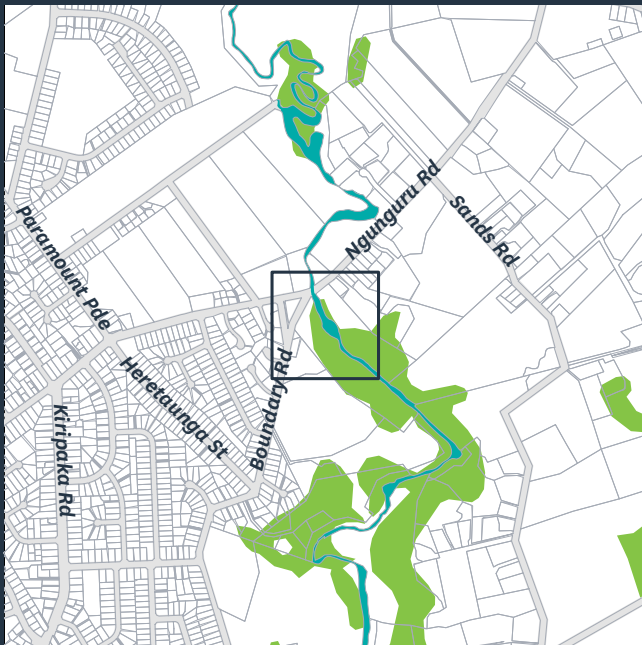 Ngunguru Rd
Sands Rd
Paramount Pde
Heretaunga St
Boundary Rd
Kiripaka Rd